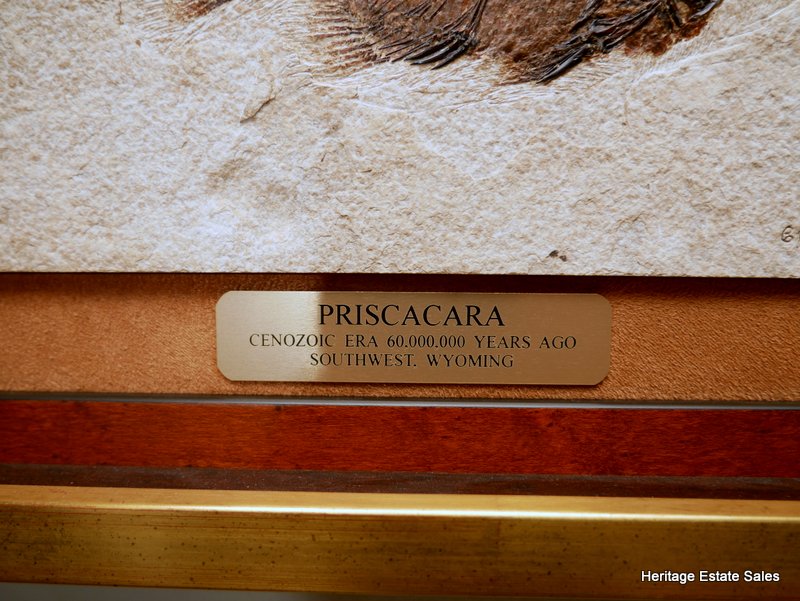 PRISCACARA
CENOZOIC ERA 60.000.000 YEARS AGO
SOUTHWEST. WYOMING
Heritage Estate Sales